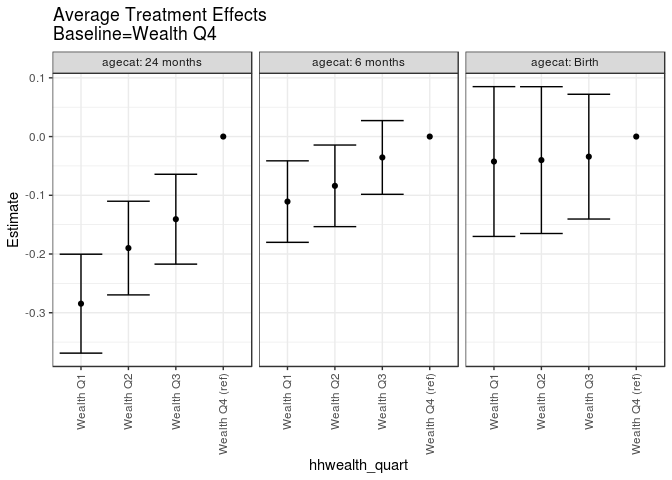 Average Treatment Effects
Baseline=Wealth Q4
agecat: 24 months
agecat: 6 months
agecat: Birth
0.1
0.0
-0.1
-0.2
-0.3
Estimate
Wealth Q1
Wealth Q2
Wealth Q3
Wealth Q4 (ref)
Wealth Q1
Wealth Q2
Wealth Q3
Wealth Q4 (ref)
Wealth Q1
Wealth Q2
Wealth Q3
Wealth Q4 (ref)
hhwealth_quart